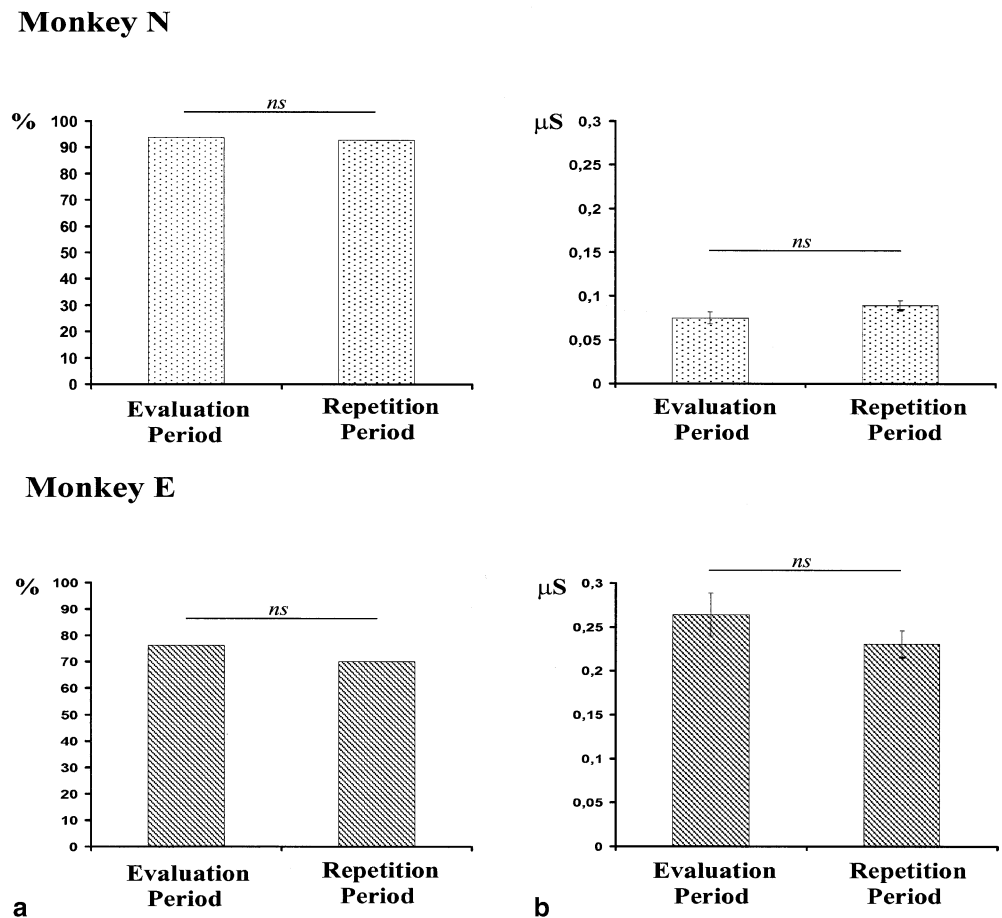 Monkey N
%
100
90
80
70
60
50
40
30
20
10
0
ns
Evaluation
Period
Repetition
Period
µS
0,3
0,25
0,2
0,15
0,1
0,05
0
ns
Evaluation
Period
Repetition
Period
Monkey E
%
100
90
80
70
60
50
40
30
20
10
0
ns
Evaluation
Period
Repetition
Period
a
µS
0,3
0,25
0,2
0,15
0,1
0,05
0
ns
Evaluation
Period
Repetition
Period
b